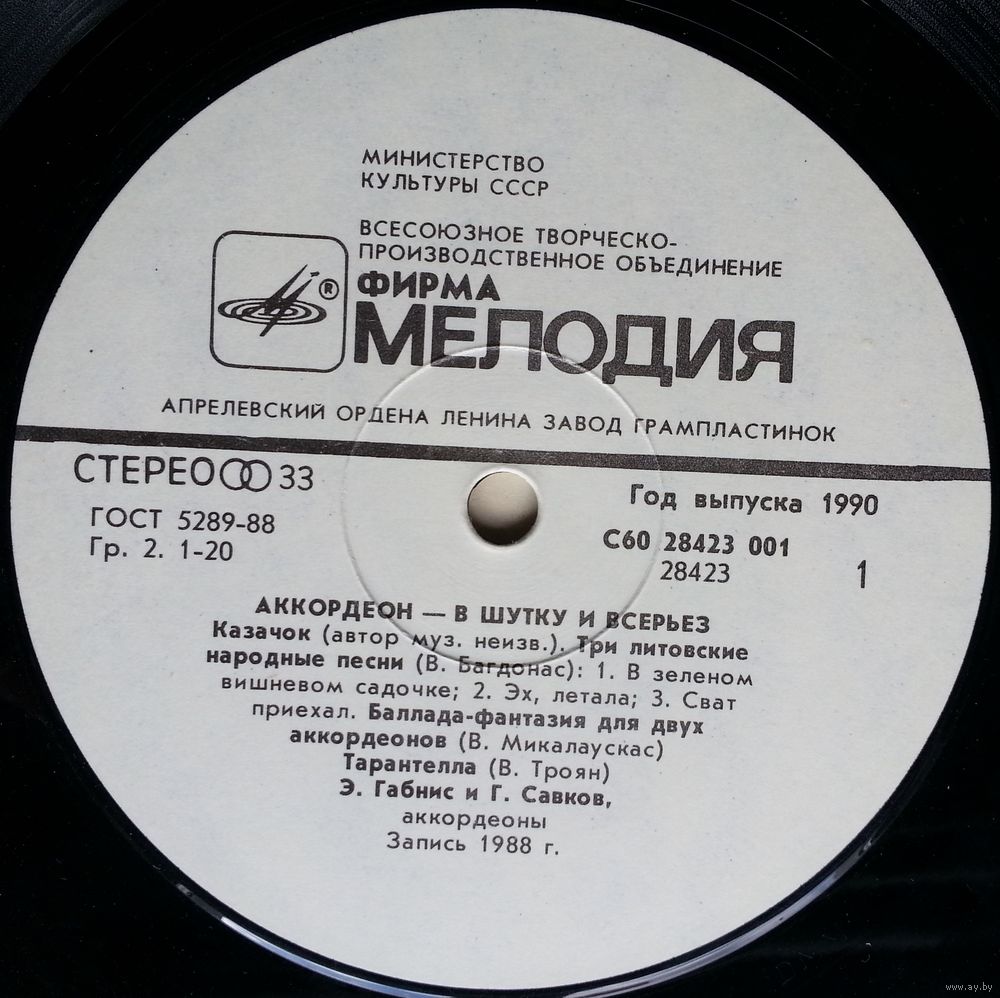 МИНИСТЕРСТВО
КУЛЬТУРЫ СССР
ВСЕСОЮЗНОЕ ТВОРЧЕСКО-
ПРОИЗВОДСТВЕННОЕ ОБЪЕДИНЕНИЕ
®
ФИРМА
МЕЛОДИЯ
АПРЕЛЕВСКИЙ ОРДЕНА ЛЕНИНА ЗАВОД ГРАМПЛАСТИНОК
СТЕРЕО 33
ГОСТ 5289-88
Гр. 2. 1-20
Год выпуска 1990
С60 28423 001
28423
1
АККОРДЕОН — В ШУТКУ И ВСЕРЬЕЗ
Казачок (автор муз. неизв.). Три литовские
народные песни (В. Багдонас): 1. В зеленом
вишневом садочке; 2. Эх, летала; 3. Сват
приехал. Баллада-фантазия для двух
аккордеонов (В. Микалаускас)
Тарантелла (В. Троян)
Э. Габнис и Г. Савков,
аккордеоны
Запись 1988 г.
www.ay.by